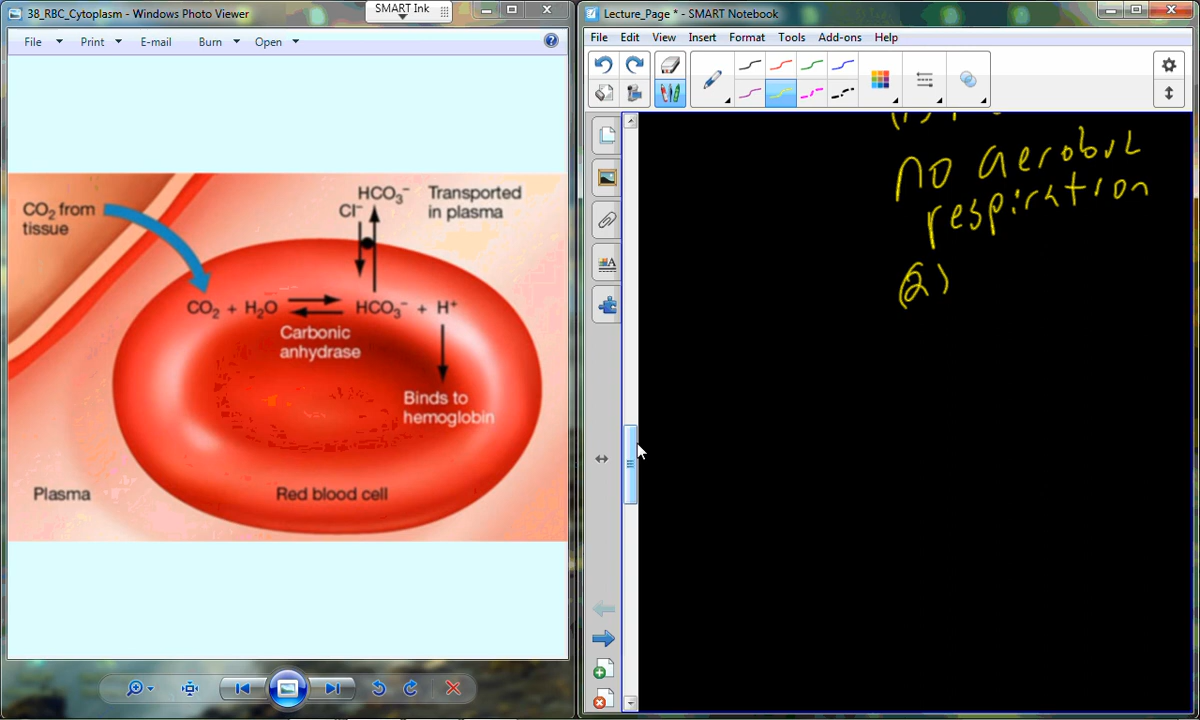 38_RBC_Cytoplasm - Windows Photo Viewer
SMART Ink
File Print E-mail Burn Open
CO₂ from
tissue
HCO₃⁻
Cl⁻
Transported
in plasma
CO₂ + H₂O
HCO₃⁻ + H⁺
Carbonic
anhydrase
Binds to
hemoglobin
Plasma
Red blood cell
Lecture_Page * - SMART Notebook
File Edit View Insert Format Tools Add-ons Help
no aerobic
respiration
(2)